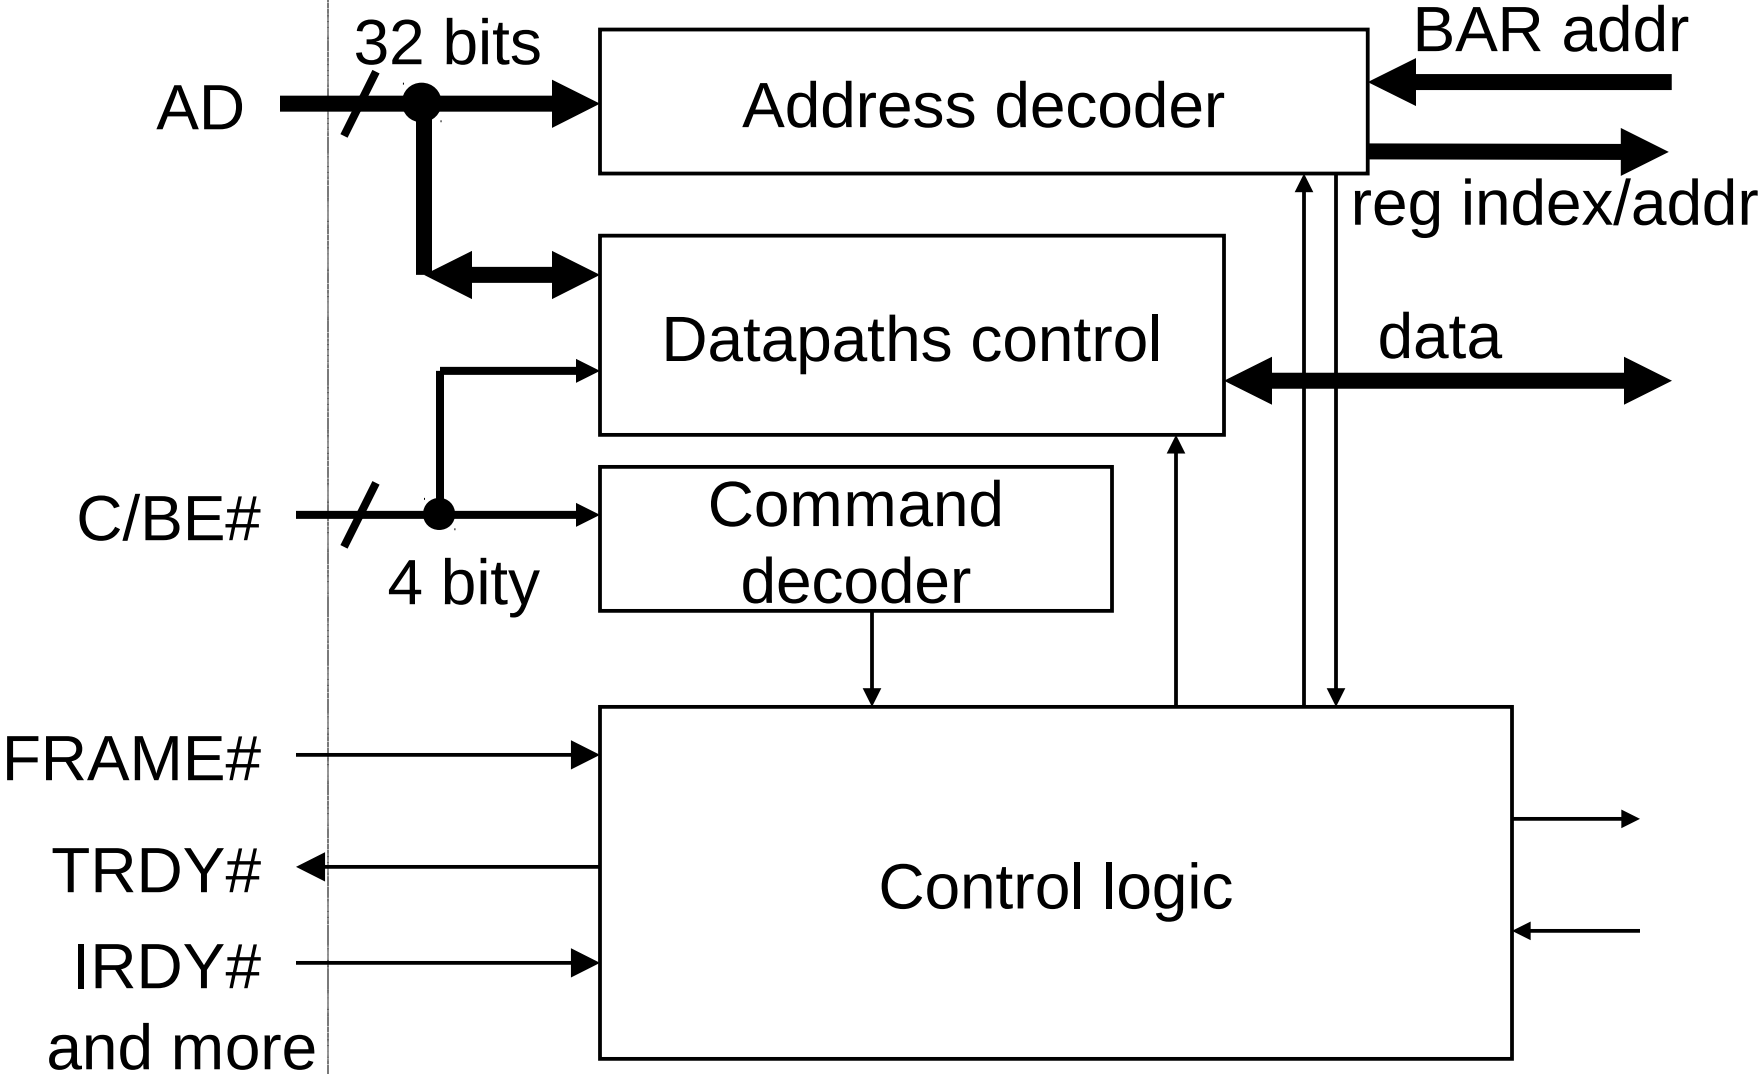 32 bits
BAR addr
AD
Address decoder
reg index/addr
Datapaths control
data
C/BE#
Command
decoder
4 bity
FRAME#
TRDY#
Control logic
IRDY#
and more